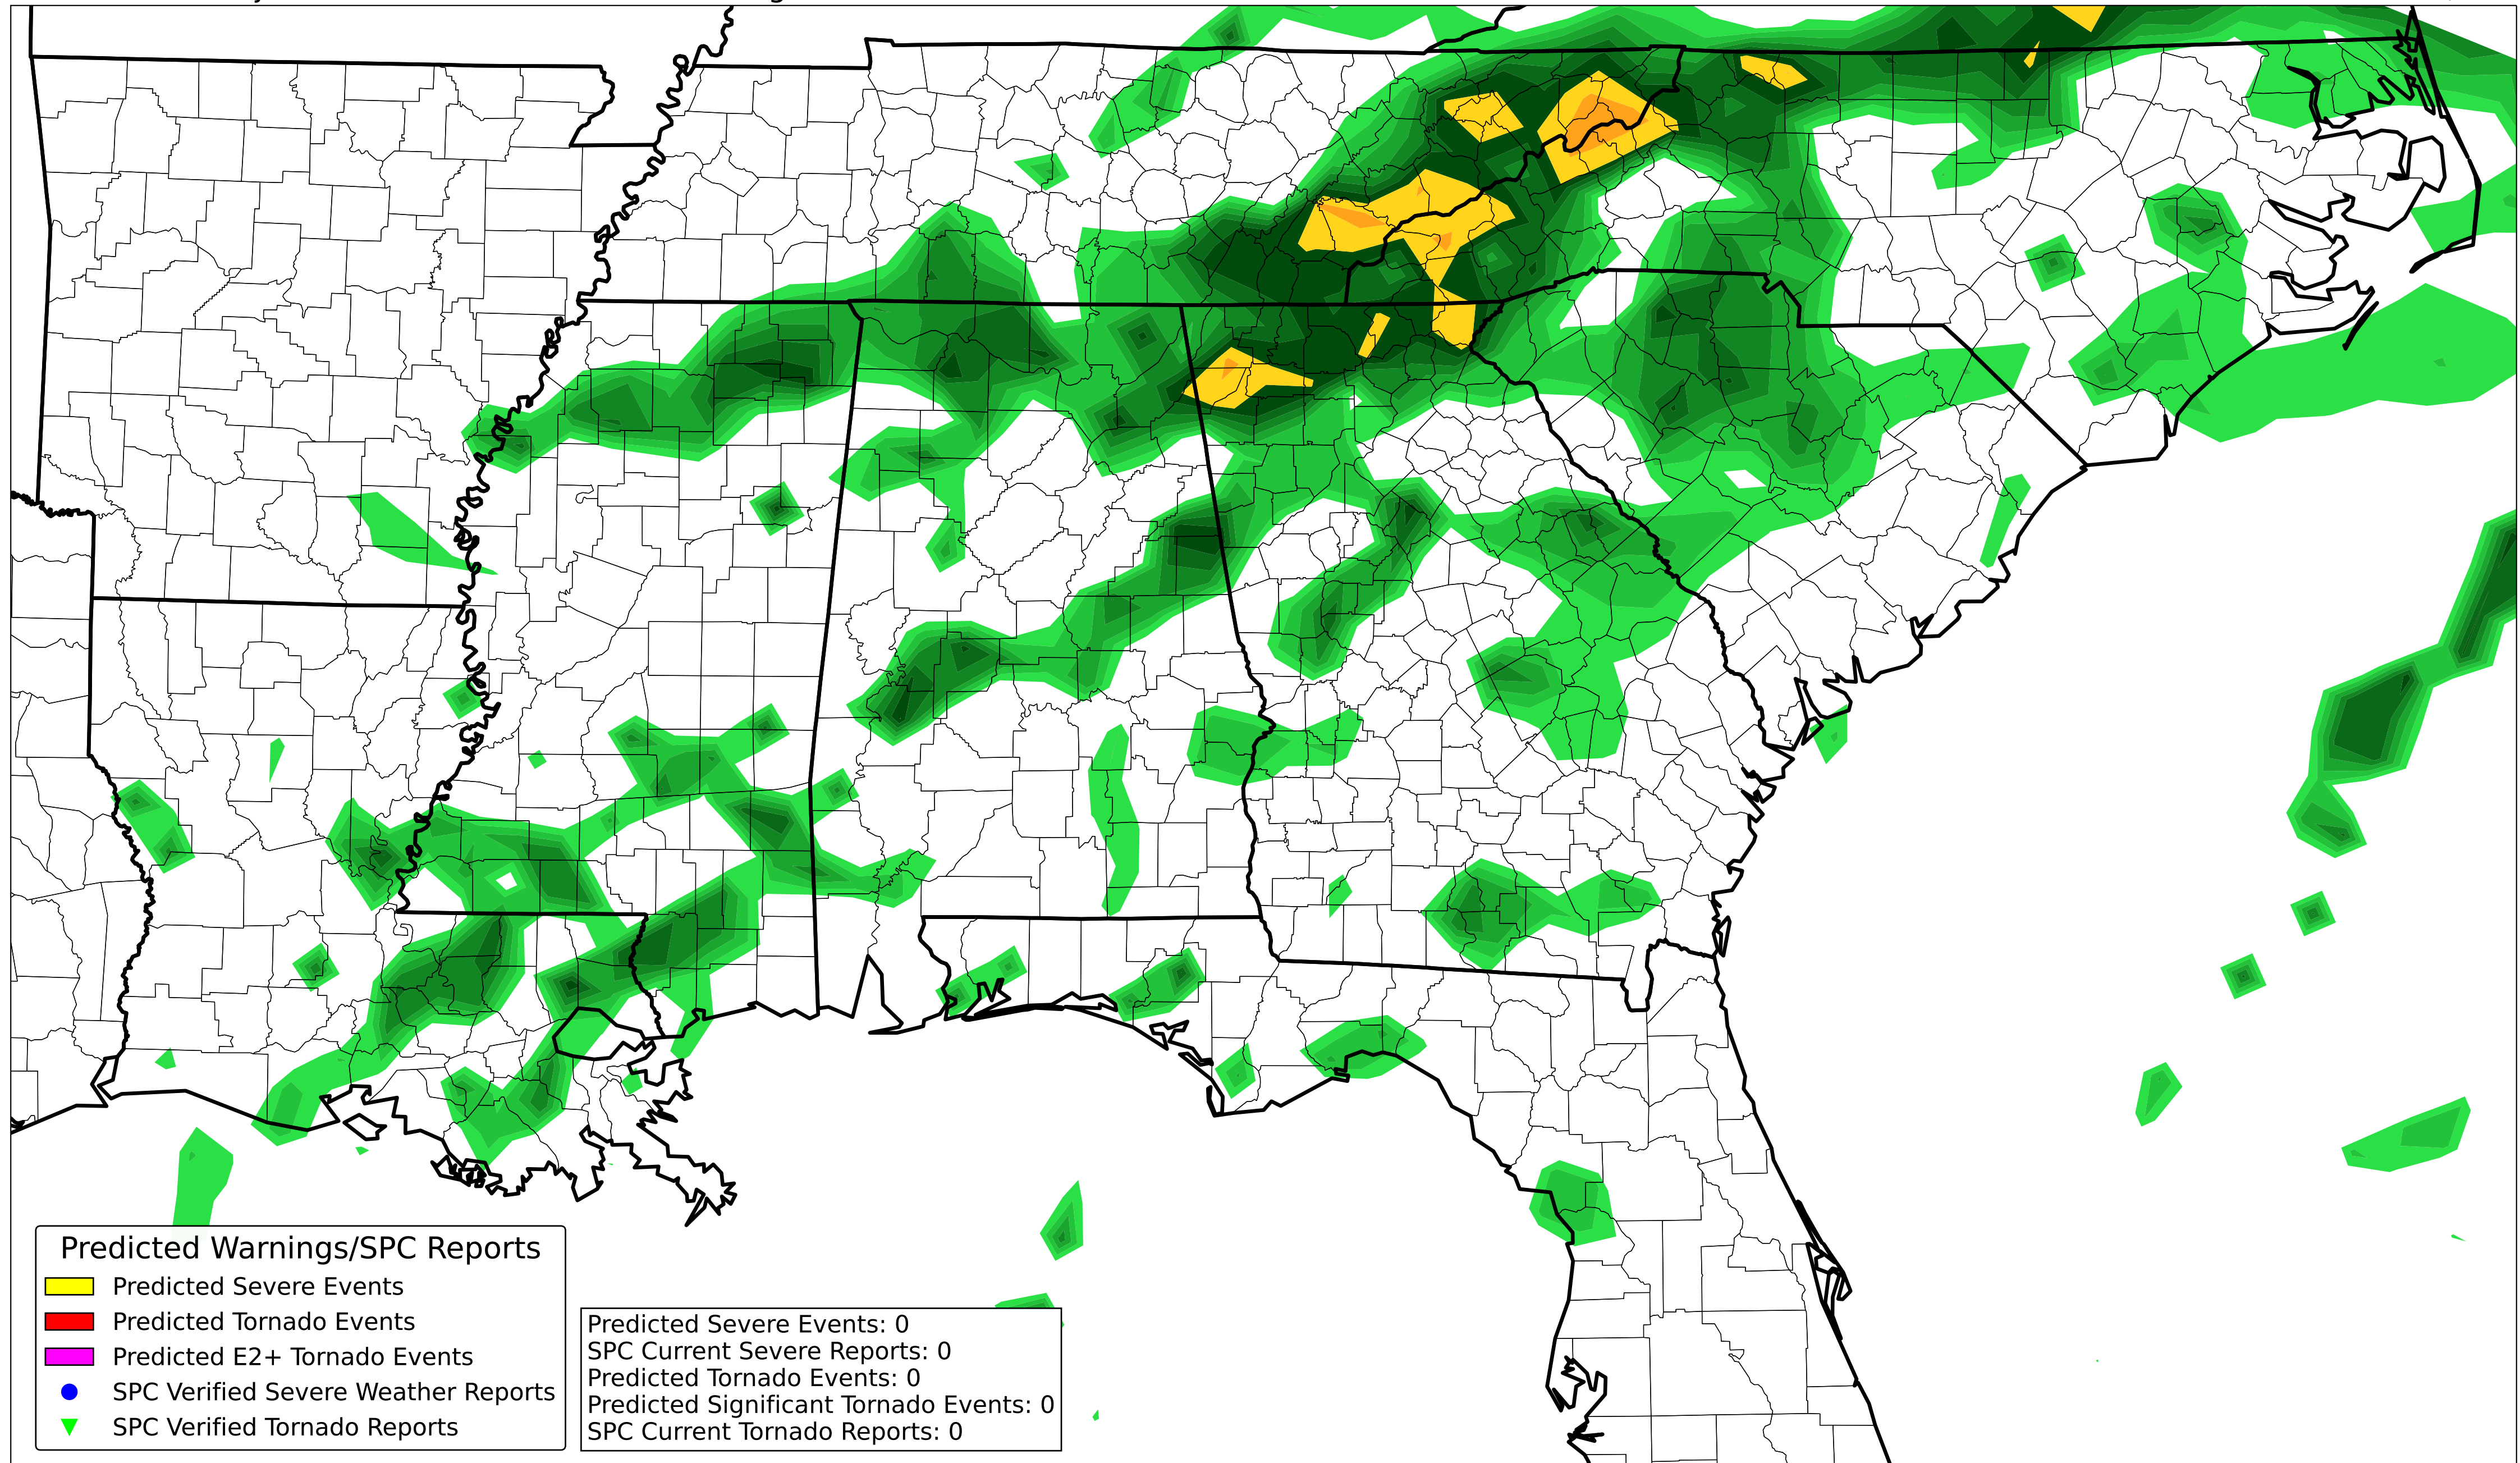 Predicted Warnings/SPC Reports
Predicted Severe Events
Predicted Tornado Events
Predicted E2+ Tornado Events
SPC Verified Severe Weather Reports
SPC Verified Tornado Reports
Predicted Severe Events: 0
SPC Current Severe Reports: 0
Predicted Tornado Events: 0
Predicted Significant Tornado Events: 0
SPC Current Tornado Reports: 0